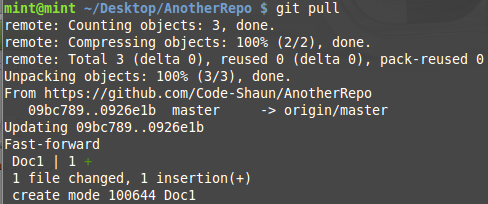 mint@mint ~/Desktop/AnotherRepo $ git pull
remote: Counting objects: 3, done.
remote: Compressing objects: 100% (2/2), done.
remote: Total 3 (delta 0), reused 0 (delta 0), pack-reused 0
Unpacking objects: 100% (3/3), done.
From https://github.com/Code-Shaun/AnotherRepo
   09bc789..0926e1b  master     -> origin/master
Updating 09bc789..0926e1b
Fast-forward
 Doc1 | 1 +
 1 file changed, 1 insertion(+)
 create mode 100644 Doc1